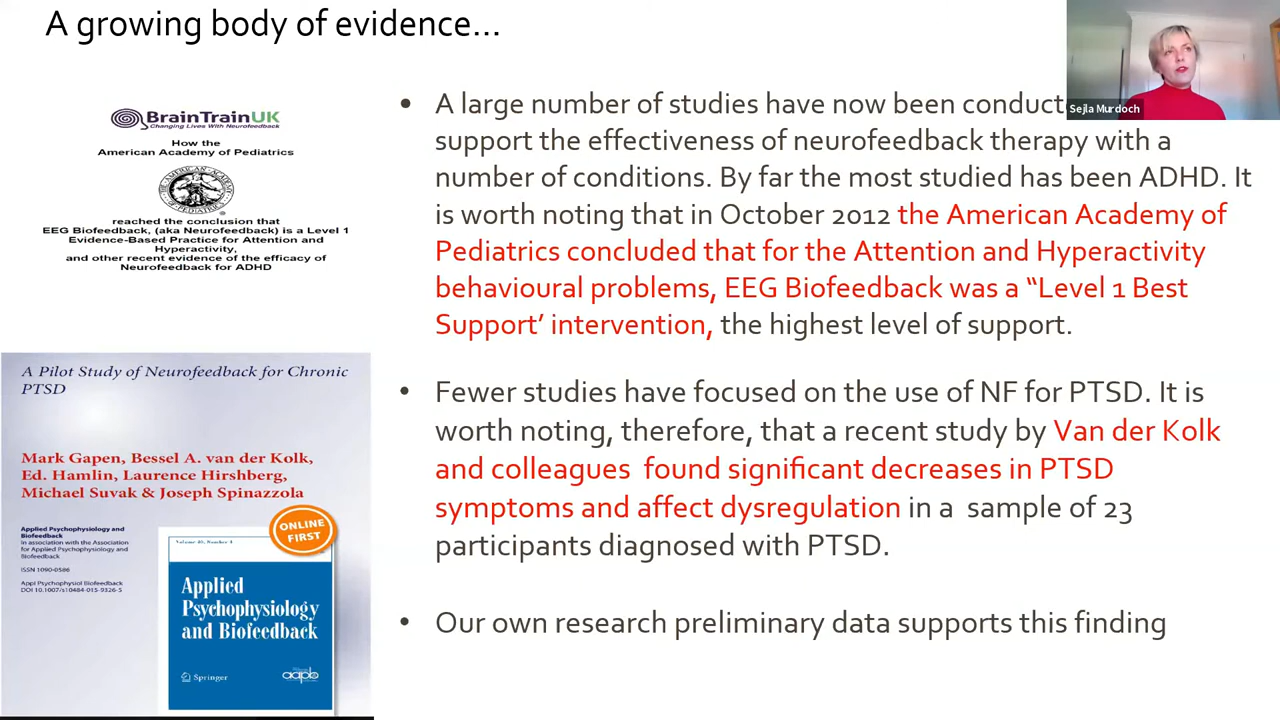 A growing body of evidence...
BrainTrainUK
Changing Lives With Neurofeedback
How the
American Academy of Pediatrics
reached the conclusion that
EEG Biofeedback, (aka Neurofeedback) is a Level 1
Evidence-Based Practice for Attention and
Hyperactivity,
and other recent evidence of the efficacy of
Neurofeedback for ADHD
A Pilot Study of Neurofeedback for Chronic
PTSD
Mark Gapen, Bessel A. van der Kolk,
Ed. Hamlin, Laurence Hirshberg,
Michael Suvak & Joseph Spinazzola
Applied Psychophysiology and
Biofeedback
in association with the Association
for Applied Psychophysiology and
Biofeedback
ISSN 1090-0586
Appl Psychophysiol Biofeedback
DOI 10.1007/s10484-015-9326-5
ONLINE
FIRST
Applied
Psychophysiology
and Biofeedback
Springer
aapb
• A large number of studies have now been conduct
support the effectiveness of neurofeedback therapy with a
number of conditions. By far the most studied has been ADHD. It
is worth noting that in October 2012 the American Academy of
Pediatrics concluded that for the Attention and Hyperactivity
behavioural problems, EEG Biofeedback was a “Level 1 Best
Support’ intervention, the highest level of support.
• Fewer studies have focused on the use of NF for PTSD. It is
worth noting, therefore, that a recent study by Van der Kolk
and colleagues found significant decreases in PTSD
symptoms and affect dysregulation in a sample of 23
participants diagnosed with PTSD.
• Our own research preliminary data supports this finding
Sejla Murdoch